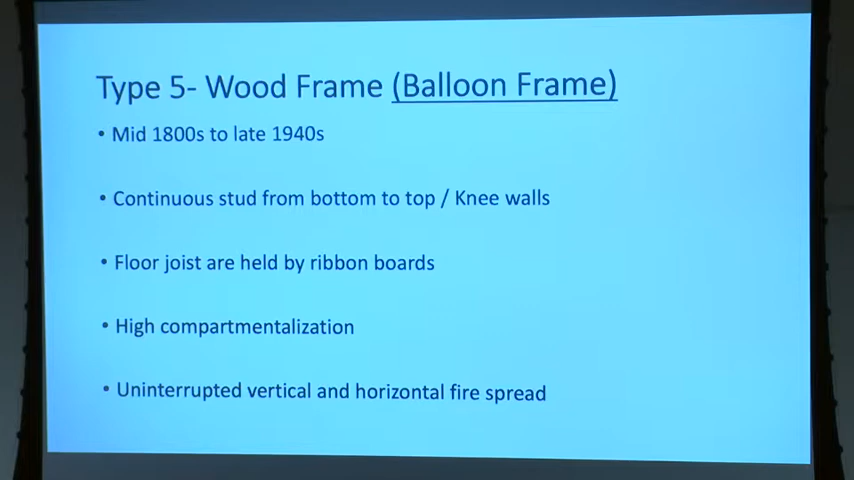 Type 5- Wood Frame (Balloon Frame)
• Mid 1800s to late 1940s
• Continuous stud from bottom to top / Knee walls
• Floor joist are held by ribbon boards
• High compartmentalization
• Uninterrupted vertical and horizontal fire spread